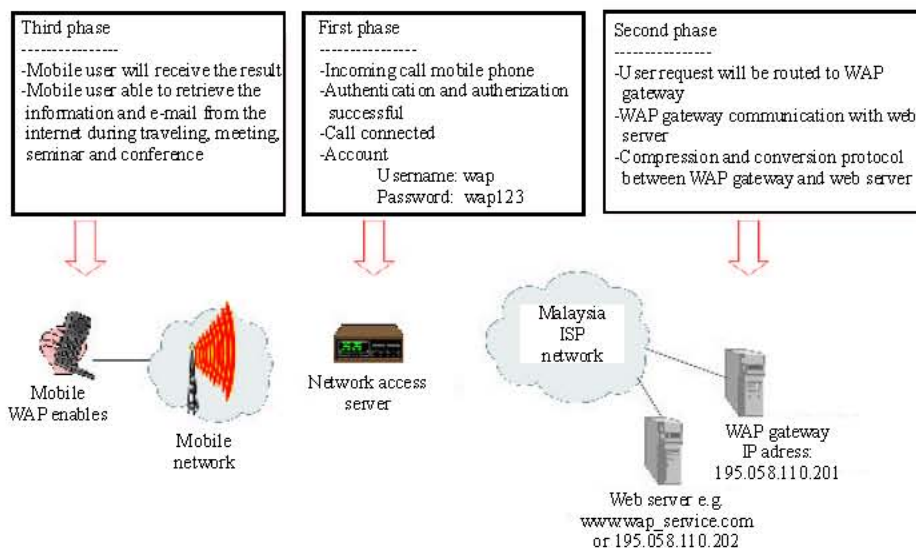 Third phase
----------------
-Mobile user will receive the result
-Mobile user able to retrieve the
information and e-mail from the
internet during traveling, meeting,
seminar and conference
First phase
----------------
-Incoming call mobile phone
-Authentication and autherization
successful
-Call connected
-Account
Username: wap
Password: wap123
Second phase
----------------
-User request will be routed to WAP
gateway
-WAP gateway communication with web
server
-Compression and conversion protocol
between WAP gateway and web server
Mobile
WAP enables
Mobile
network
Network access
server
Malaysia
ISP
network
WAP gateway
IP adress:
195.058.110.201
Web server e.g.
www.wap_service.com
or 195.058.110.202